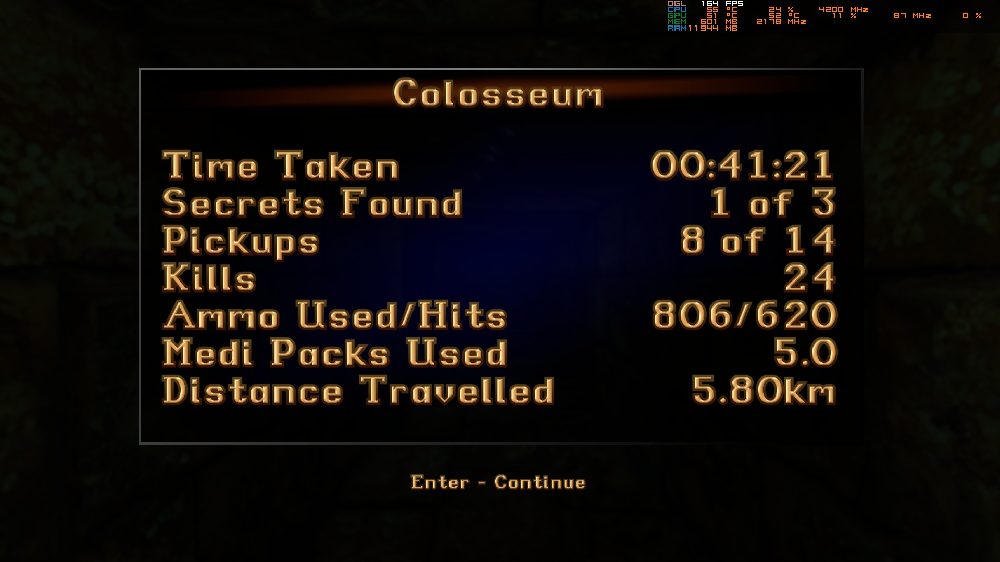 OGL 164 FPS
CPU 55 °C 24 % 4200 MHz
GPU 51 °C 52 °C 11 % 87 MHz 0 %
MEM 601 MB 2178 MHz
RAM 11944 MB
Colosseum
Time Taken 00:41:21
Secrets Found 1 of 3
Pickups 8 of 14
Kills 24
Ammo Used/Hits 806/620
Medi Packs Used 5.0
Distance Travelled 5.80km
Enter - Continue